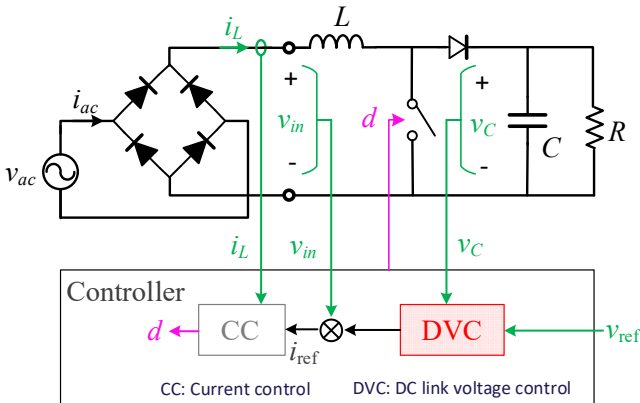 i_L
L
+
+
i_ac
v_in
d
v_C
C
R
-
-
v_ac
i_L
v_in
v_C
Controller
d
CC
i_ref
DVC
v_ref
CC: Current control
DVC: DC link voltage control